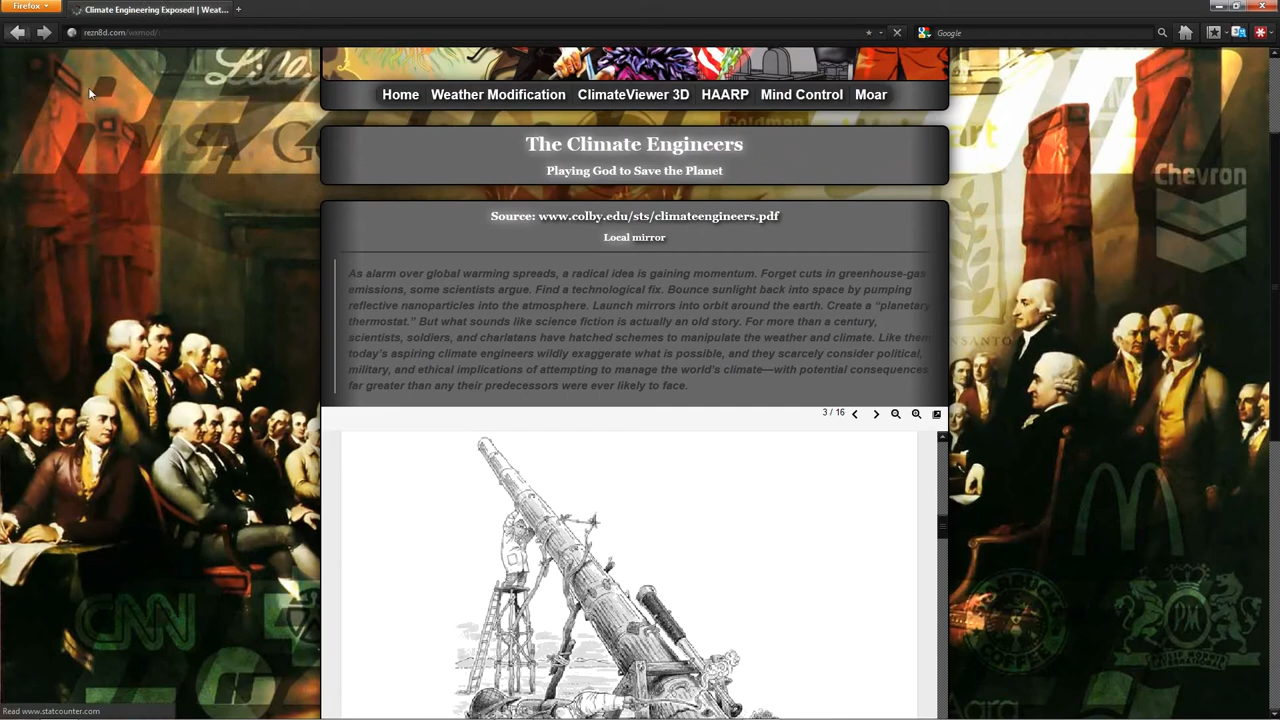 Firefox
Climate Engineering Exposed! | Weat...
rezn8d.com/wxmod/
Google
Home Weather Modification ClimateViewer 3D HAARP Mind Control Moar
The Climate Engineers
Playing God to Save the Planet
Source: www.colby.edu/sts/climateengineers.pdf
Local mirror
As alarm over global warming spreads, a radical idea is gaining momentum. Forget cuts in greenhouse-gas
emissions, some scientists argue. Find a technological fix. Bounce sunlight back into space by pumping
reflective nanoparticles into the atmosphere. Launch mirrors into orbit around the earth. Create a “planetary
thermostat.” But what sounds like science fiction is actually an old story. For more than a century,
scientists, soldiers, and charlatans have hatched schemes to manipulate the weather and climate. Like them
today’s aspiring climate engineers wildly exaggerate what is possible, and they scarcely consider political,
military, and ethical implications of attempting to manage the world’s climate—with potential consequences
far greater than any their predecessors were ever likely to face.
3 / 16
VISA
Goldman
Chevron
CNN
STARBUCKS
COFFEE
PM
Read www.statcounter.com